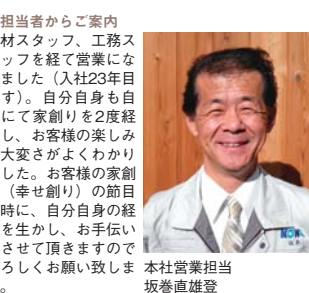 担当者からご案内
材スタッフ、工務ス
ッフを経て営業にな
ました（入社23年目
す）。自分自身も自
にて家創りを2度経
し、お客様の楽しみ
大変さがよくわかり
した。お客様の家創
（幸せ創り）の節目
時に、自分自身の経
を生かし、お手伝い
させて頂きますので
ろしくお願い致しま
。
本社営業担当
坂巻直雄登